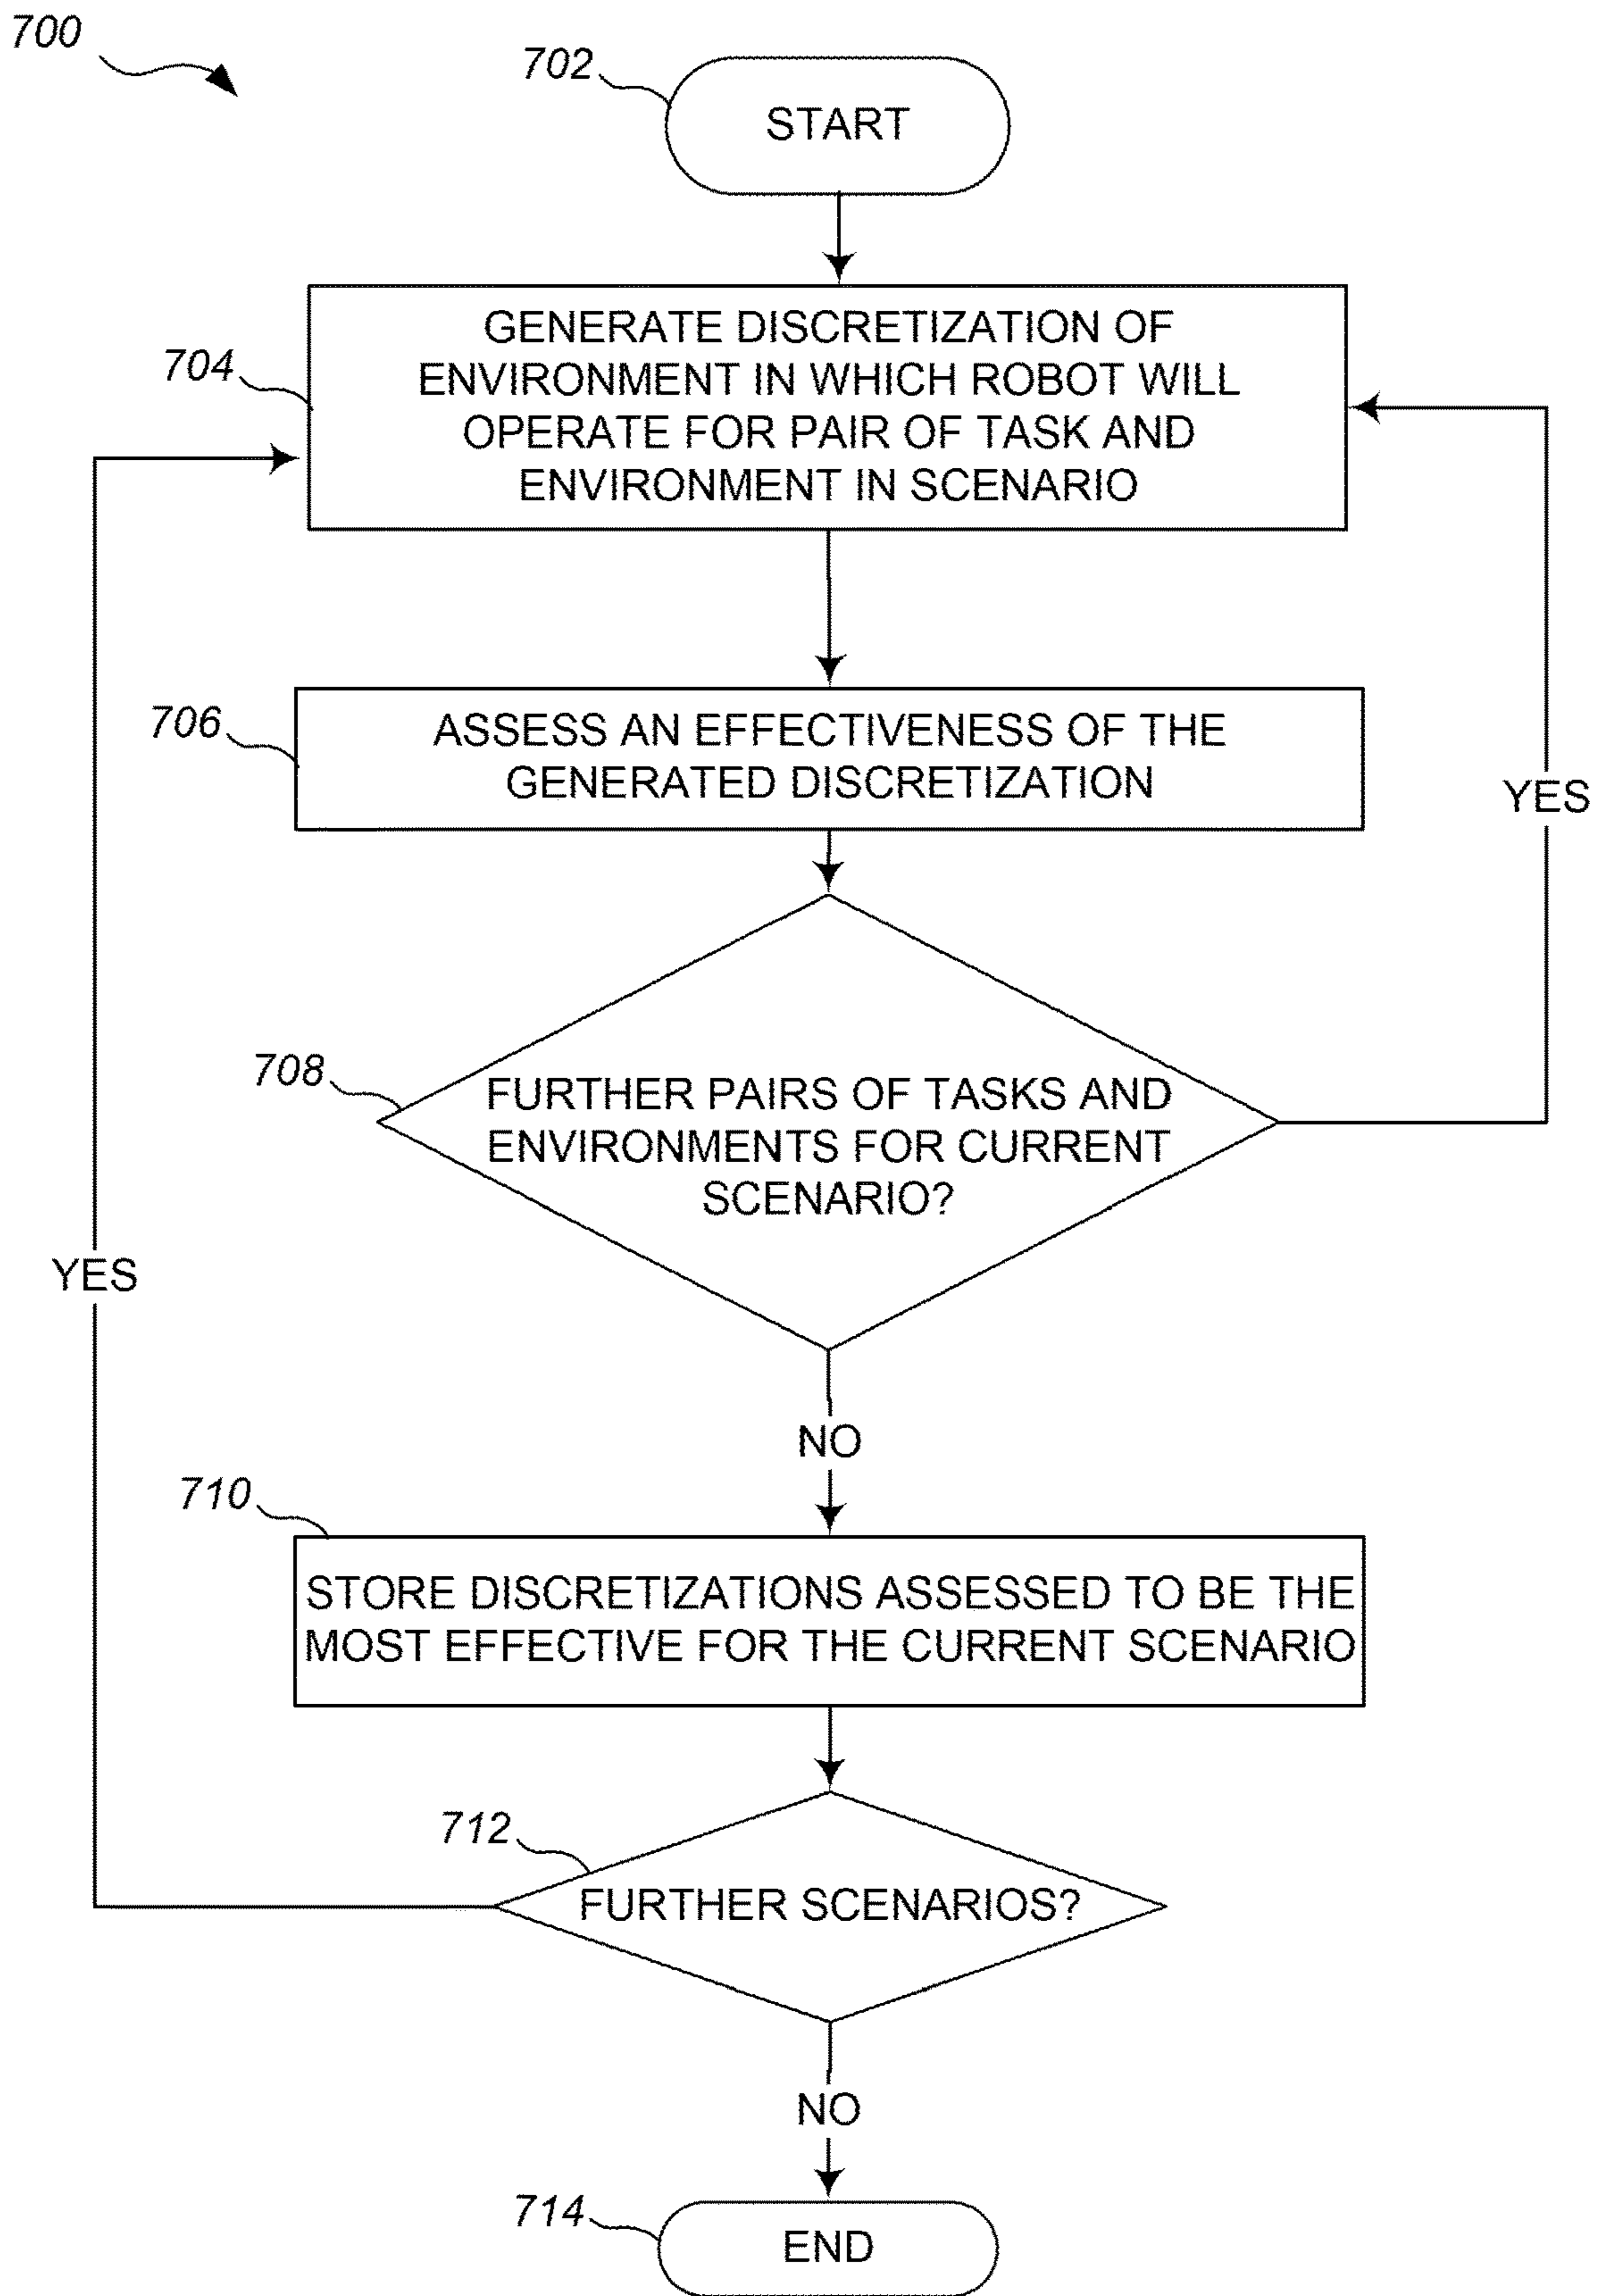 700
702
START
704
GENERATE DISCRETIZATION OF
ENVIRONMENT IN WHICH ROBOT WILL
OPERATE FOR PAIR OF TASK AND
ENVIRONMENT IN SCENARIO
706
ASSESS AN EFFECTIVENESS OF THE
GENERATED DISCRETIZATION
YES
708
FURTHER PAIRS OF TASKS AND
ENVIRONMENTS FOR CURRENT
SCENARIO?
YES
NO
710
STORE DISCRETIZATIONS ASSESSED TO BE THE
MOST EFFECTIVE FOR THE CURRENT SCENARIO
712
FURTHER SCENARIOS?
NO
714
END